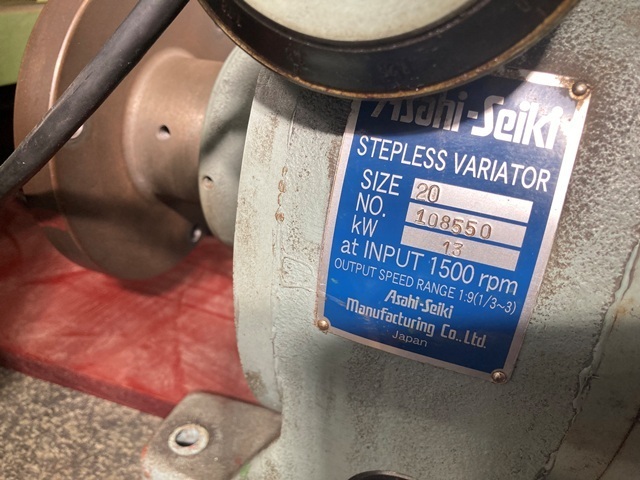 Asahi-Seiki
STEPLESS VARIATOR
SIZE 20
NO. 108550
kW 13
at INPUT 1500 rpm
OUTPUT SPEED RANGE 1:9(1/3~3)
Asahi-Seiki
Manufacturing Co.,Ltd.
Japan